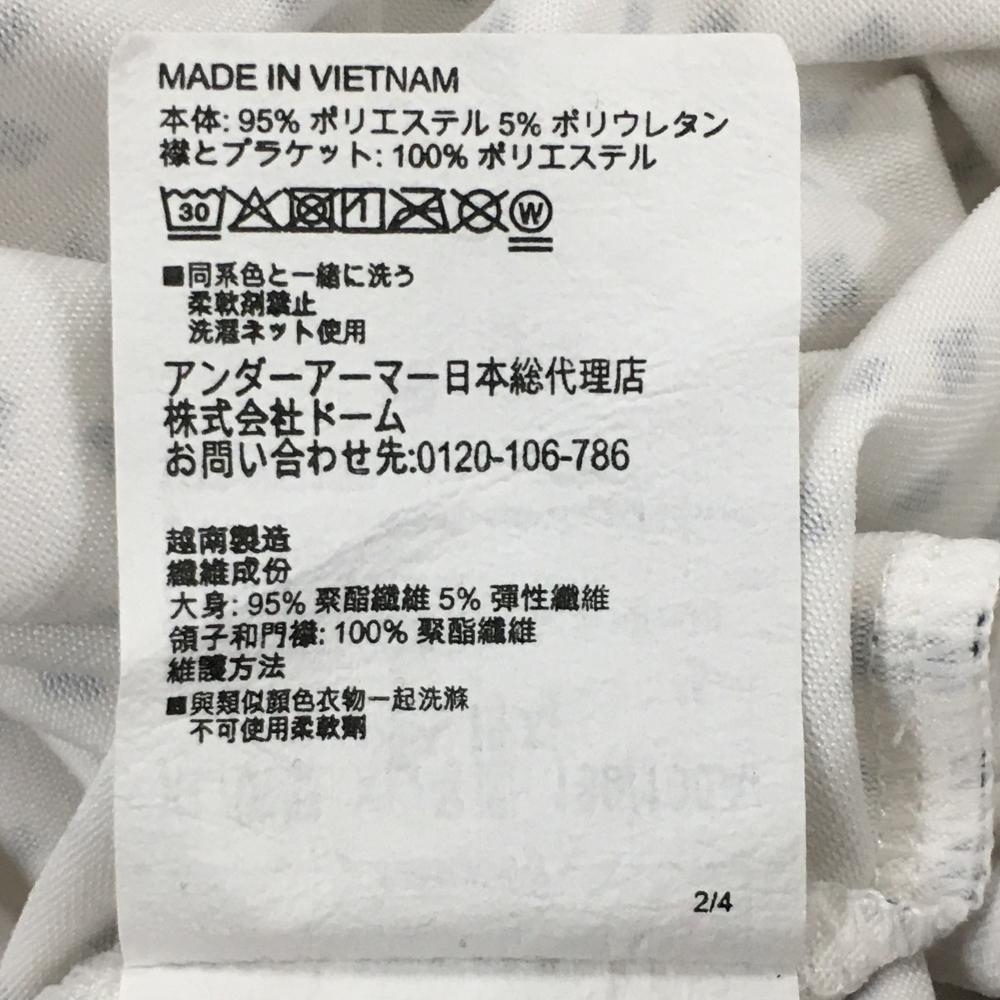 MADE IN VIETNAM
本体: 95% ポリエステル 5% ポリウレタン
襟とプラケット: 100% ポリエステル
30 W
■同系色と一緒に洗う
柔軟剤禁止
洗濯ネット使用
アンダーアーマー日本総代理店
株式会社ドーム
お問い合わせ先:0120-106-786
越南製造
纖維成份
大身: 95% 聚酯纖維 5% 彈性纖維
領子和門襟: 100% 聚酯纖維
維護方法
■與類似顏色衣物一起洗滌
不可使用柔軟劑
2/4